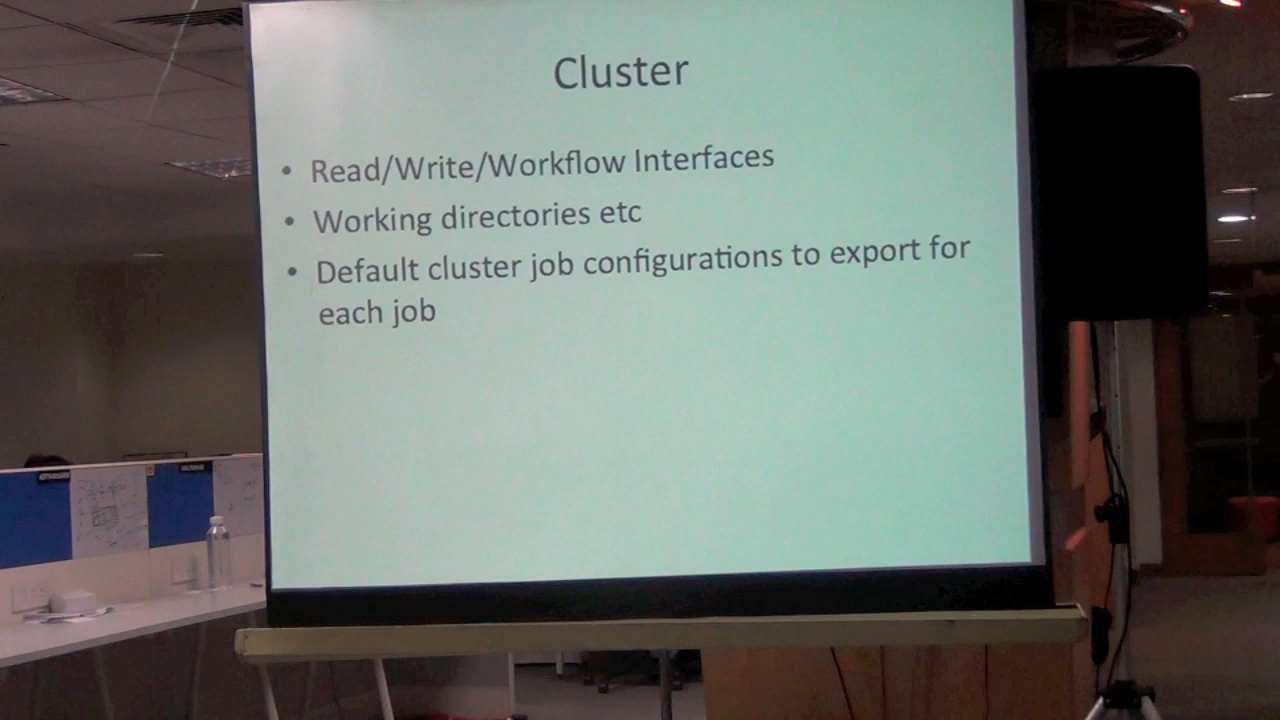 Cluster
• Read/Write/Workflow Interfaces
• Working directories etc
• Default cluster job configurations to export for
each job